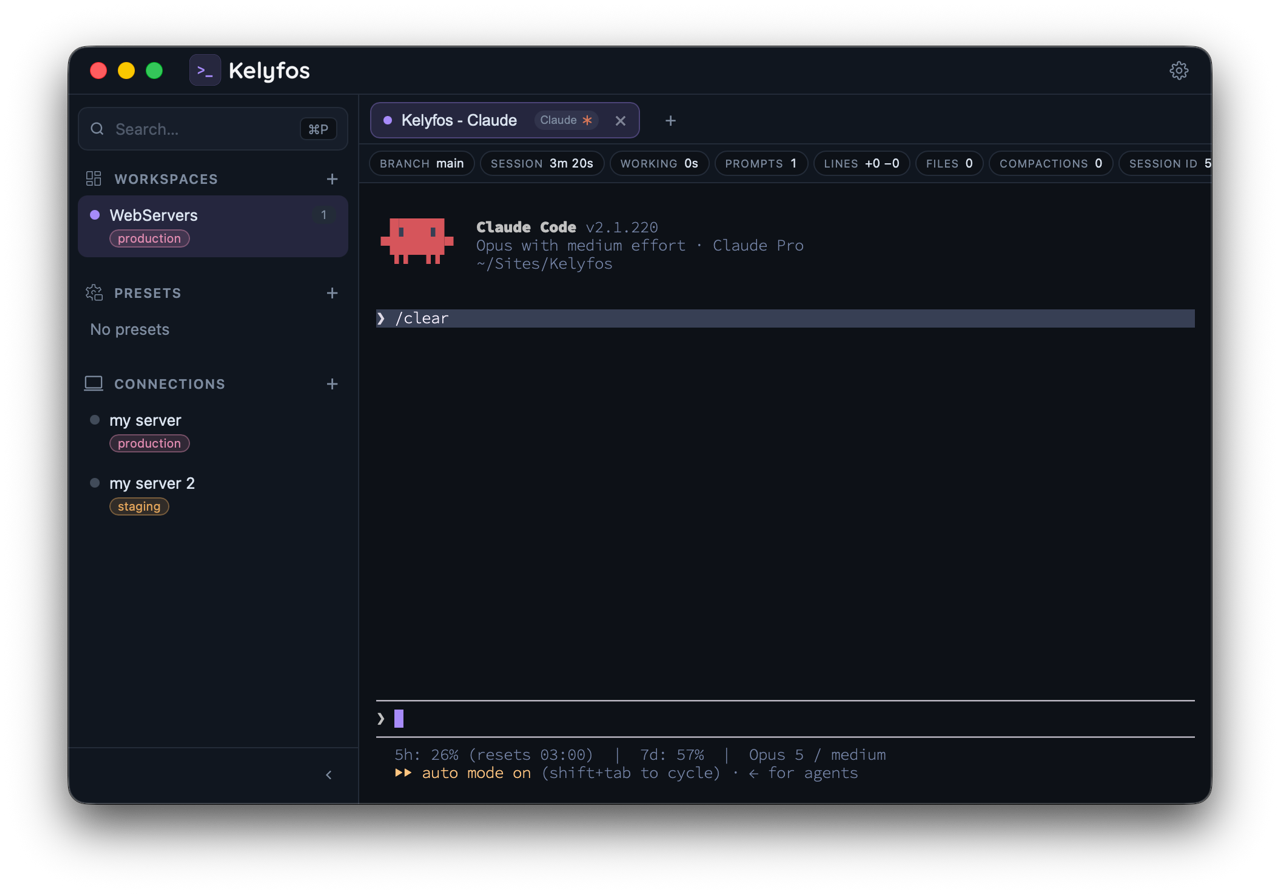 >_ Kelyfos
Search... ⌘P
WORKSPACES +
WebServers 1
production
PRESETS +
No presets
CONNECTIONS +
my server
production
my server 2
staging
Kelyfos - Claude Claude ✕ +
BRANCH main SESSION 3m 20s WORKING 0s PROMPTS 1 LINES +0 −0 FILES 0 COMPACTIONS 0 SESSION ID 5
Claude Code v2.1.220
Opus with medium effort · Claude Pro
~/Sites/Kelyfos
❯ /clear
❯
5h: 26% (resets 03:00) | 7d: 57% | Opus 5 / medium
⏵⏵ auto mode on (shift+tab to cycle) · ← for agents